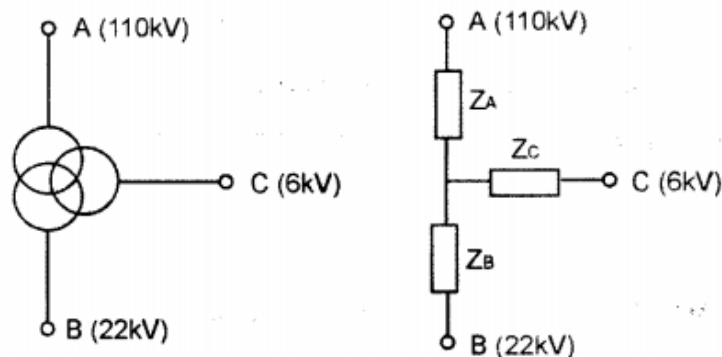 A (110kV)
C (6kV)
B (22kV)
A (110kV)
ZA
ZC
C (6kV)
ZB
B (22kV)